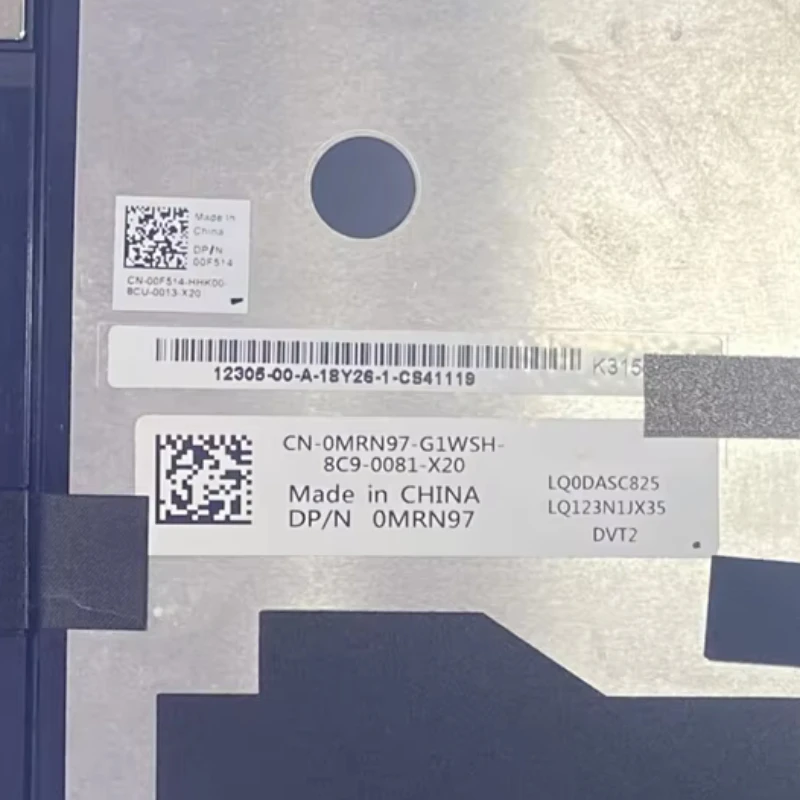 Made in
China
DP/N
00F514
CN-00F514-HHK00-
8CU-0013-X20
12305-00-A-18Y26-1-CS41119
K315
CN-0MRN97-G1WSH-
8C9-0081-X20
Made in CHINA
DP/N 0MRN97
LQ0DASC825
LQ123N1JX35
DVT2